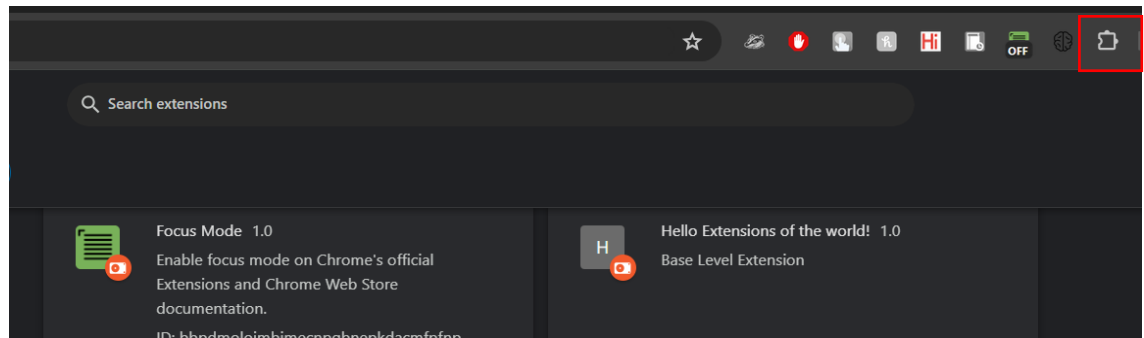 Hi
OFF
Search extensions
Focus Mode 1.0
Enable focus mode on Chrome's official
Extensions and Chrome Web Store
documentation.
H
Hello Extensions of the world! 1.0
Base Level Extension